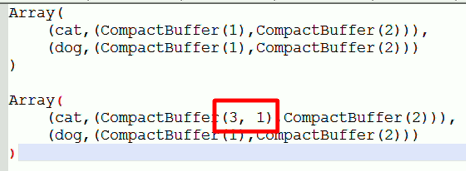 Array(
(cat,(CompactBuffer(1),CompactBuffer(2))),
(dog,(CompactBuffer(1),CompactBuffer(2)))
)
Array(
(cat,(CompactBuffer(3, 1) CompactBuffer(2))),
(dog,(CompactBuffer(1),CompactBuffer(2)))
)